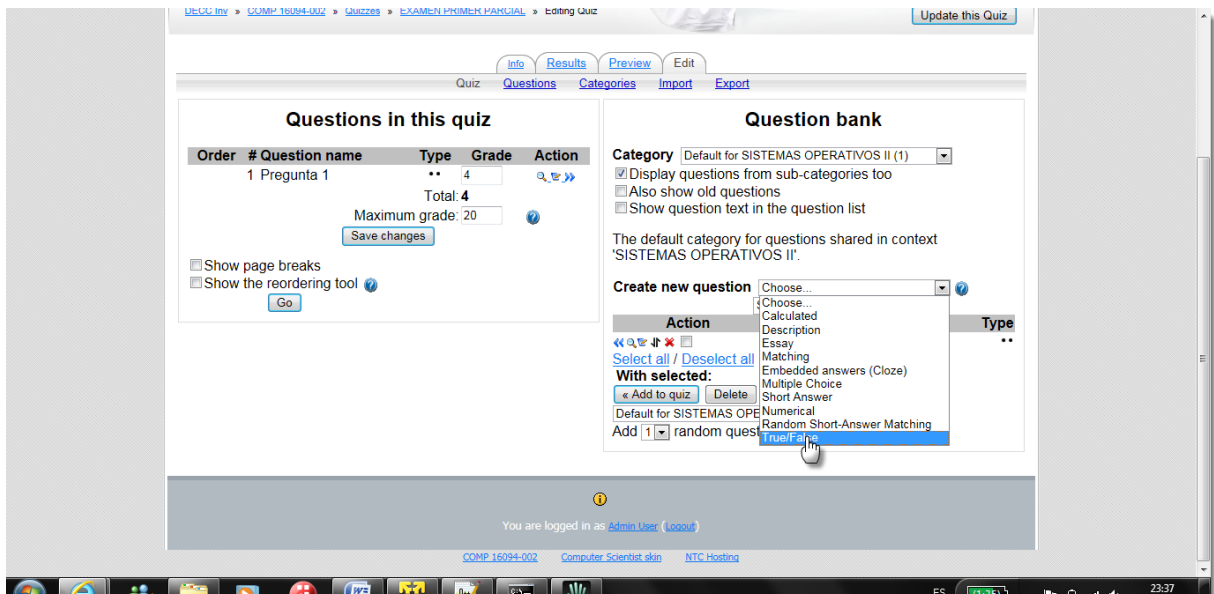 DECC Inv » COMP 16094-002 » Quizzes » EXAMEN PRIMER PARCIAL » Editing Quiz
Update this Quiz
Info Results Preview Edit
Quiz Questions Categories Import Export
Questions in this quiz
Order # Question name Type Grade Action
1 Pregunta 1 4
Total: 4
Maximum grade: 20
Save changes
Show page breaks
Show the reordering tool
Go
Question bank
Category Default for SISTEMAS OPERATIVOS II (1)
Display questions from sub-categories too
Also show old questions
Show question text in the question list
The default category for questions shared in context
'SISTEMAS OPERATIVOS II'.
Create new question Choose...
Choose...
Calculated
Description
Essay
Matching
Embedded answers (Cloze)
Multiple Choice
Short Answer
Numerical
Random Short-Answer Matching
True/False
Action Type
Select all / Deselect all
With selected:
« Add to quiz Delete
Default for SISTEMAS OPE
Add 1 random quest
You are logged in as Admin User (Logout)
COMP 16094-002 Computer Scientist skin NTC Hosting
ES 23:37